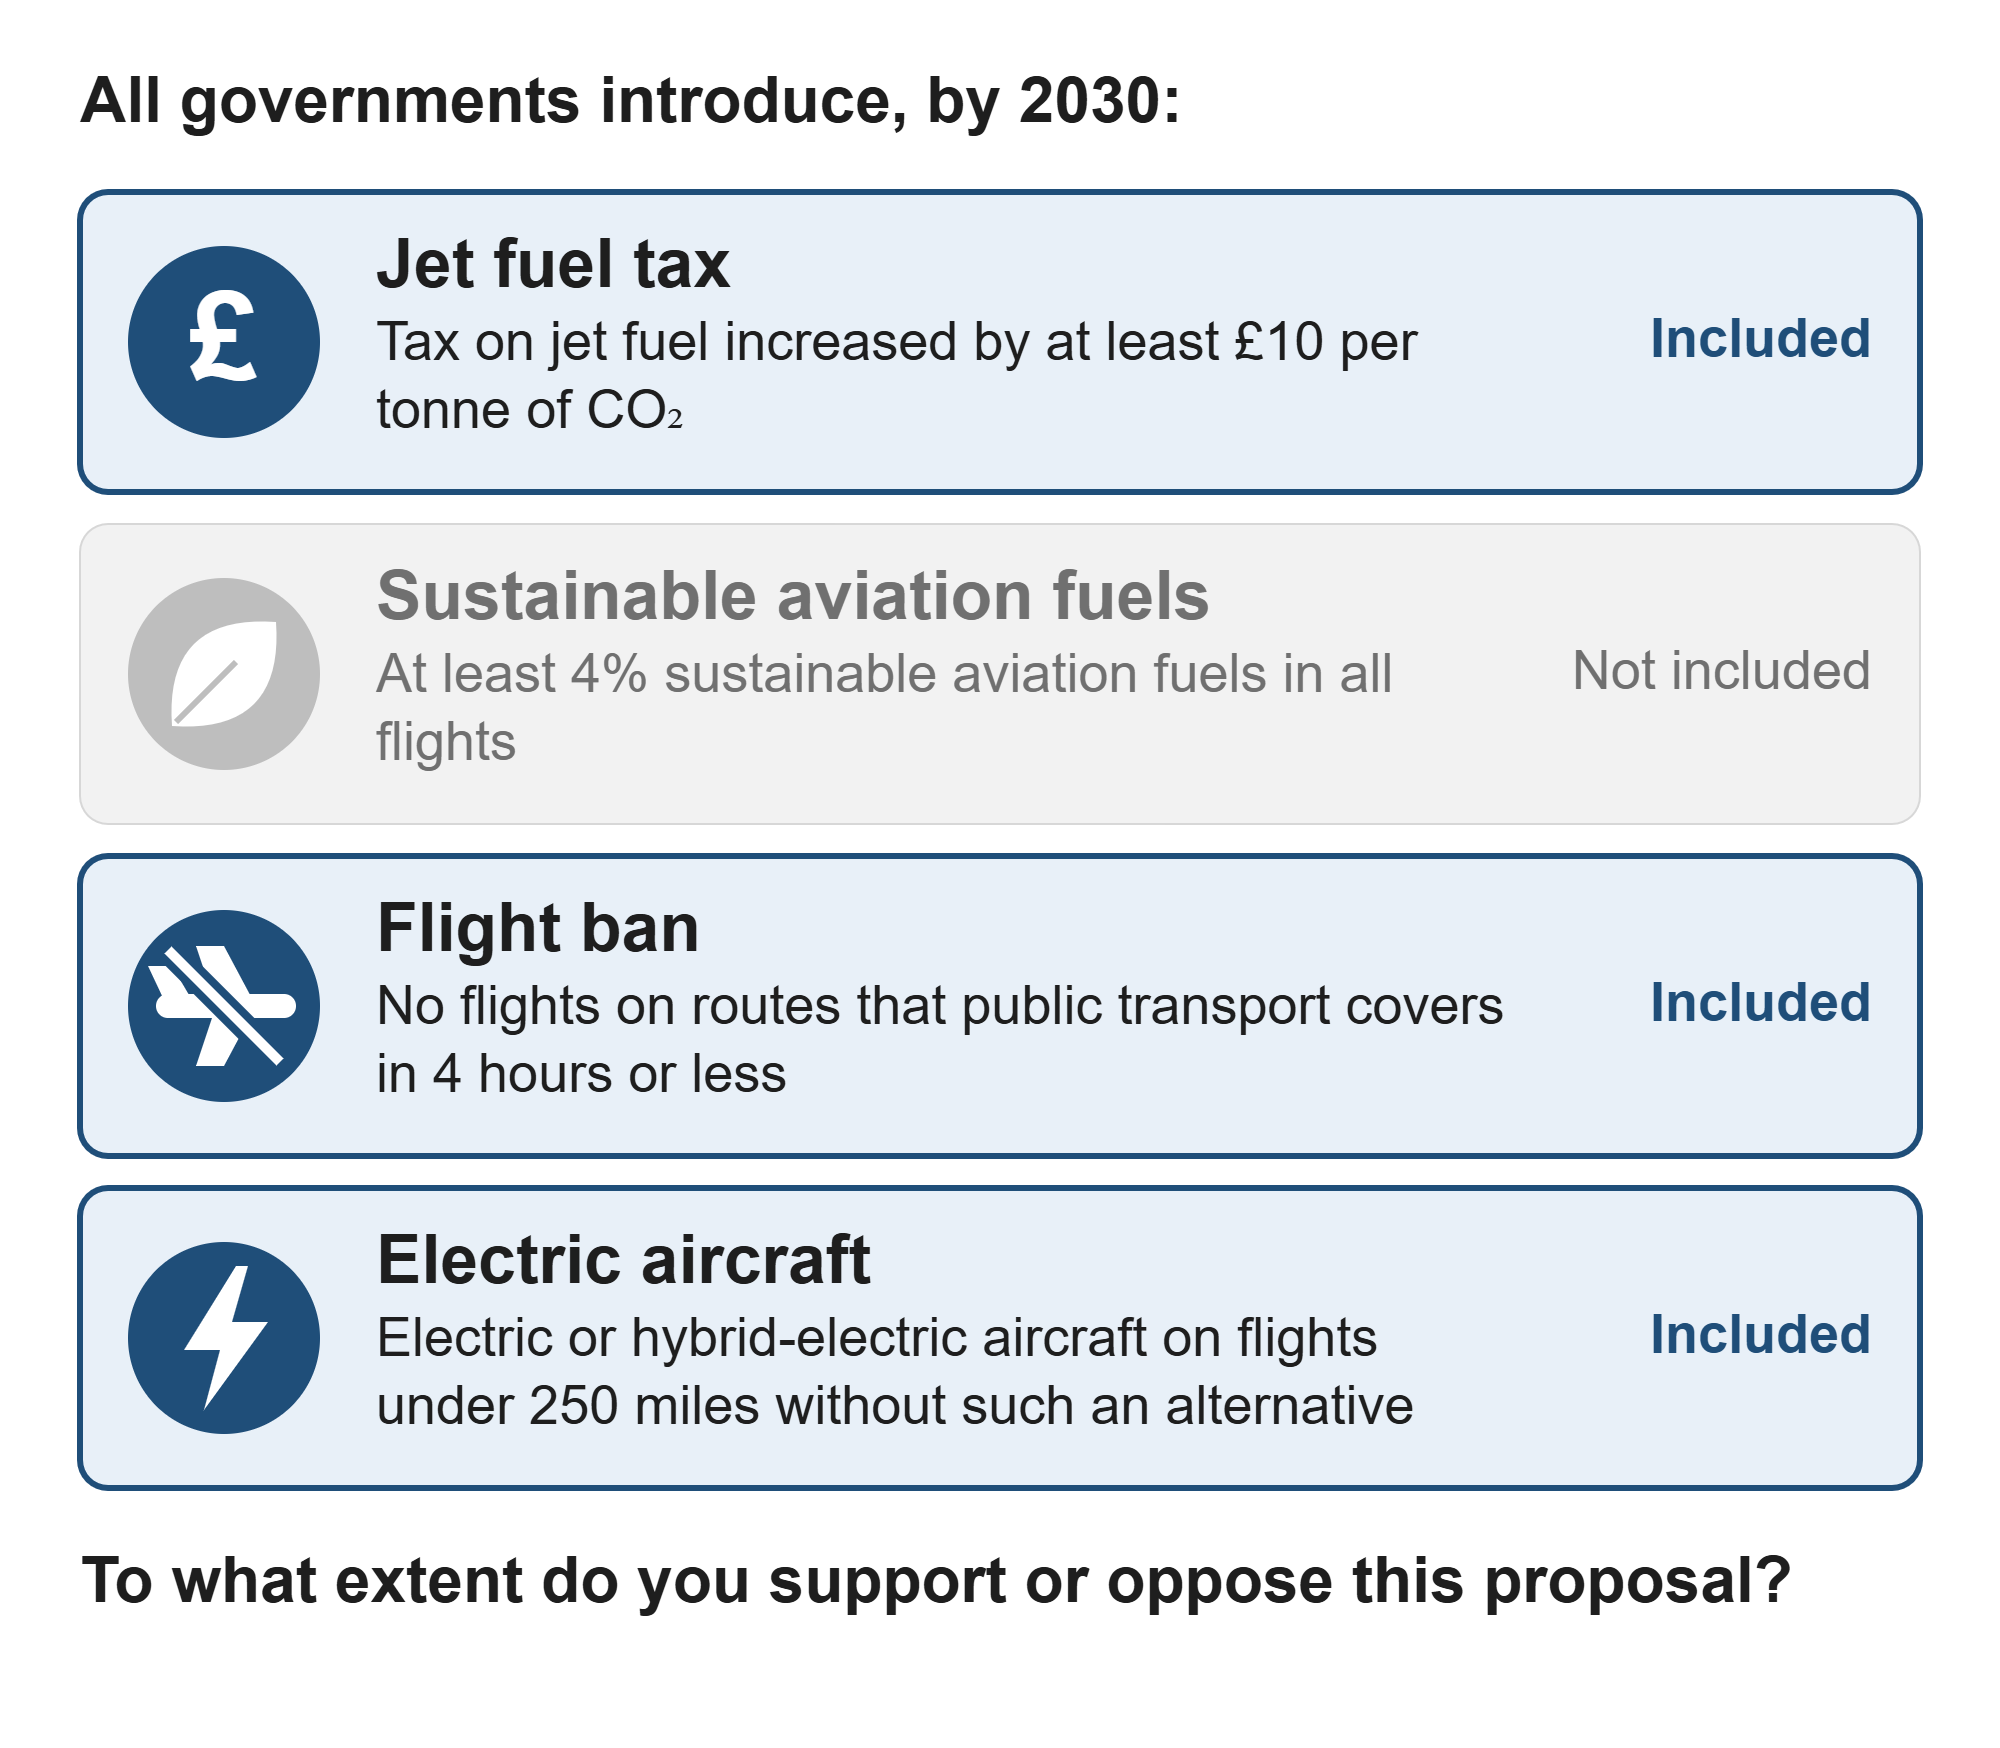 All governments introduce, by 2030:
£
Jet fuel tax
Tax on jet fuel increased by at least £10 per
tonne of CO₂
Included
Sustainable aviation fuels
At least 4% sustainable aviation fuels in all
flights
Not included
Flight ban
No flights on routes that public transport covers
in 4 hours or less
Included
Electric aircraft
Electric or hybrid-electric aircraft on flights
under 250 miles without such an alternative
Included
To what extent do you support or oppose this proposal?